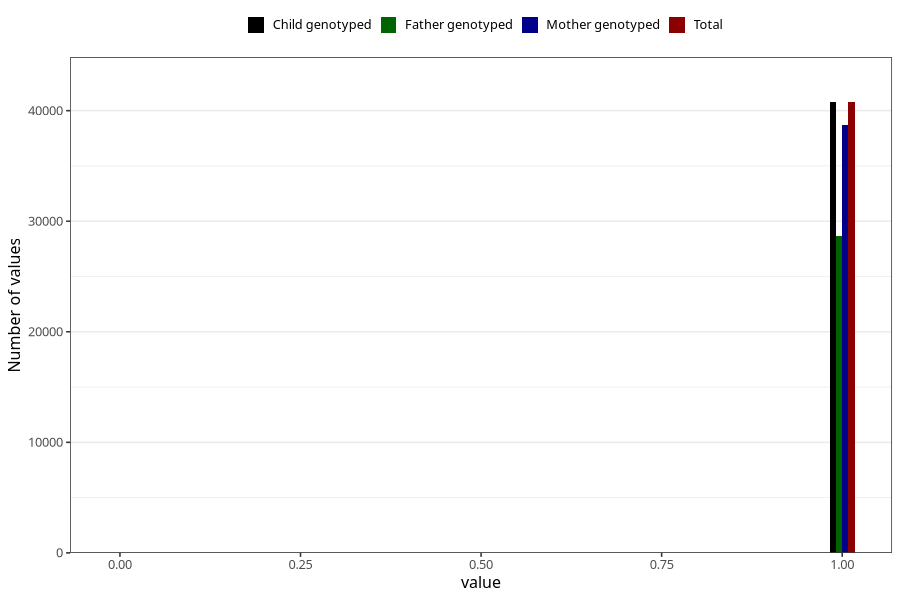 Child genotyped Father genotyped Mother genotyped Total
Number of values
40000
30000
20000
10000
0
0.00 0.25 0.50 0.75 1.00
value